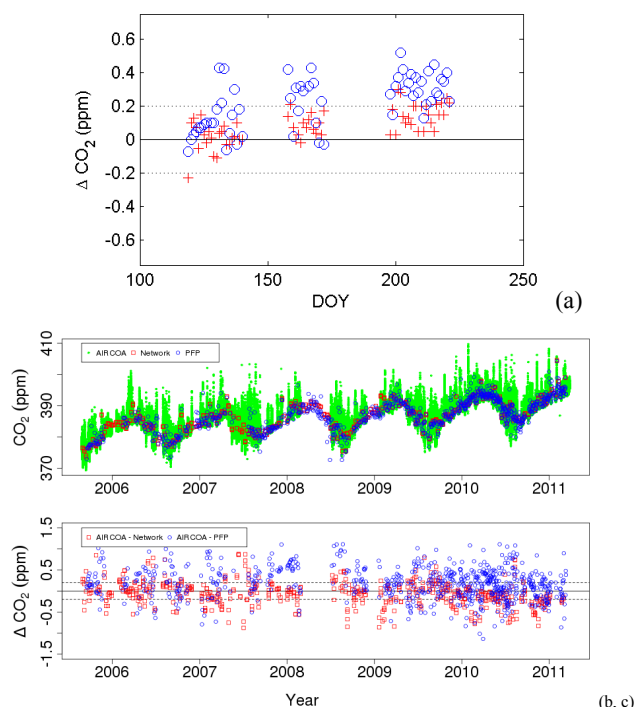 0.6
0.4
0.2
0
-0.2
-0.4
-0.6
Δ CO2 (ppm)
100 150 200 250
DOY
(a)
AIRCOA Network PFP
410
390
370
CO2 (ppm)
2006 2007 2008 2009 2010 2011
AIRCOA - Network AIRCOA - PFP
1.5
0.5
-0.5
-1.5
Δ CO2 (ppm)
2006 2007 2008 2009 2010 2011
Year
(b, c)